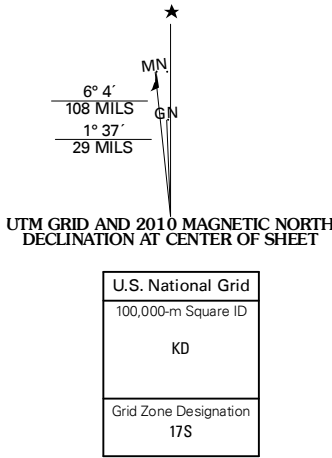 ★
MN
6° 4´
108 MILS
GN
1° 37´
29 MILS
UTM GRID AND 2010 MAGNETIC NORTH
DECLINATION AT CENTER OF SHEET
U.S. National Grid
100,000-m Square ID
KD
Grid Zone Designation
17S